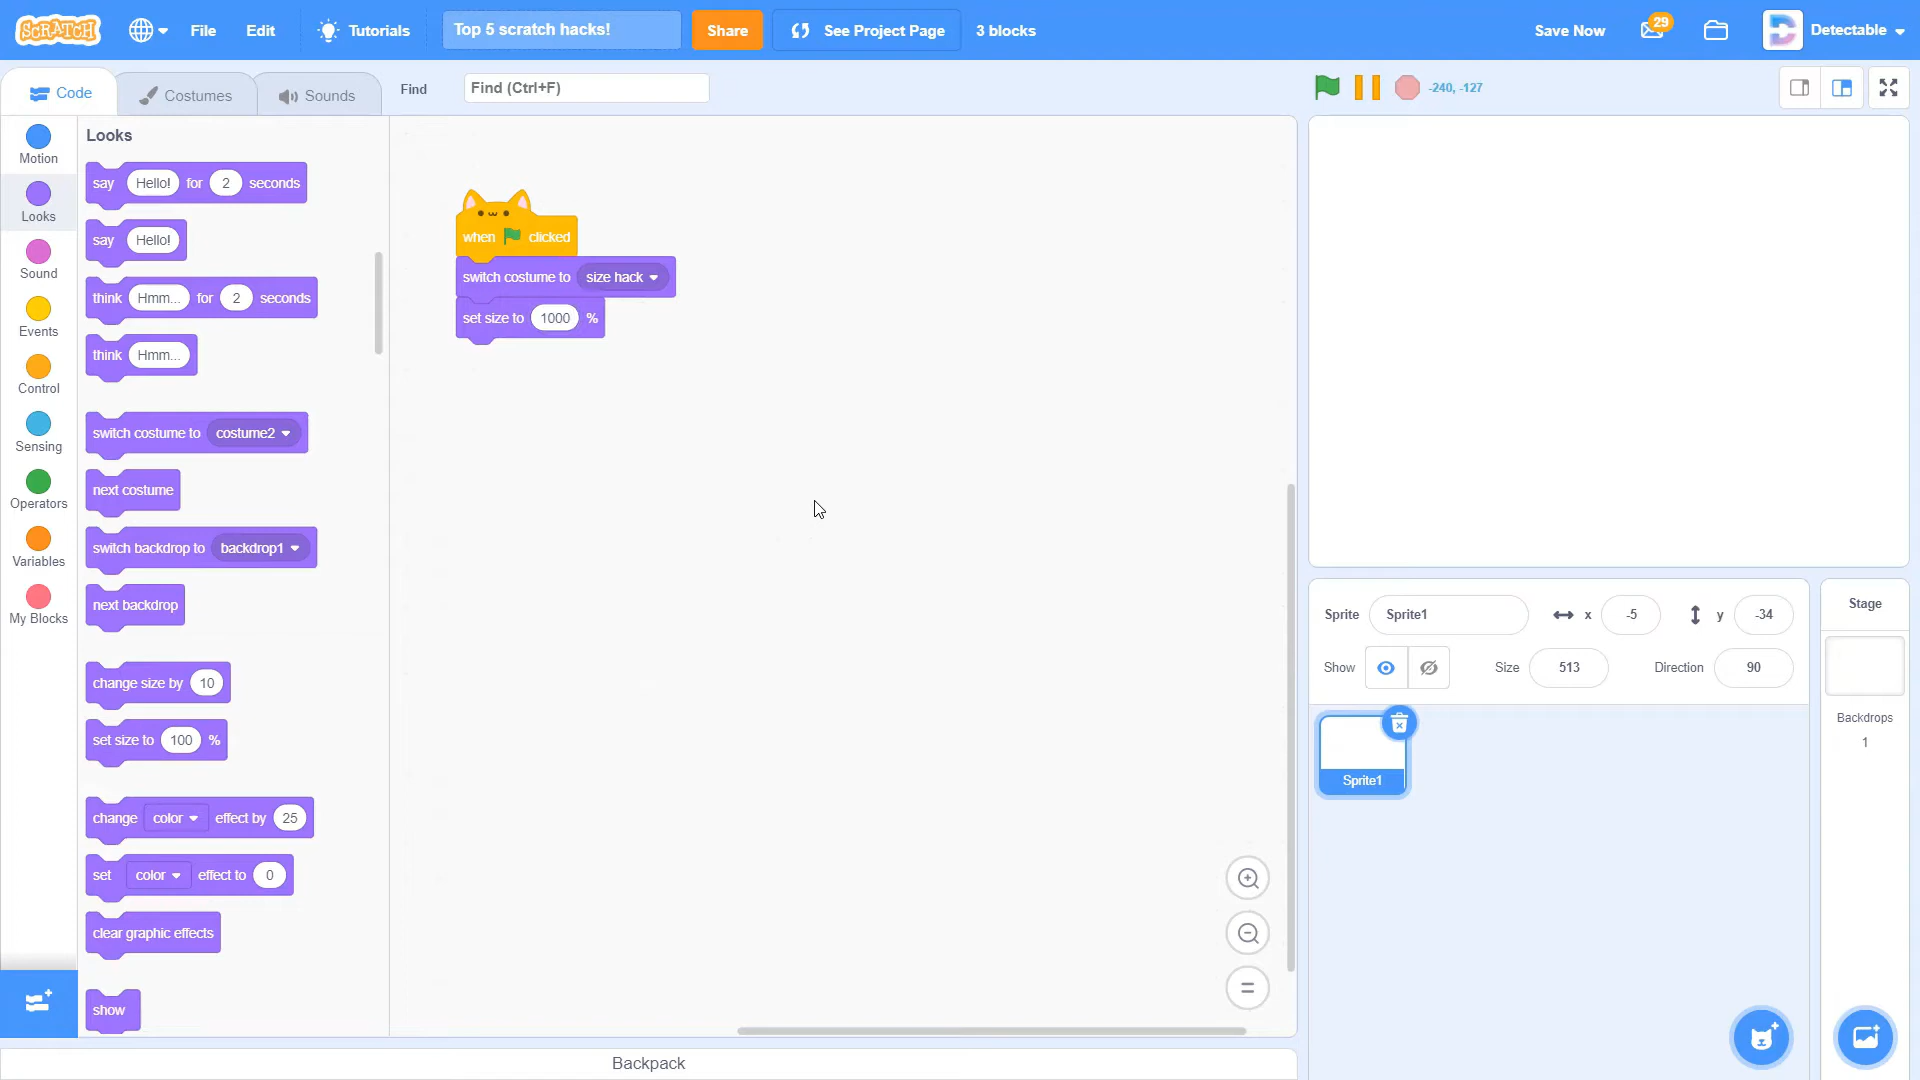 SCRATCH File Edit Tutorials Top 5 scratch hacks! Share See Project Page 3 blocks Save Now 29 Detectable
Code Costumes Sounds Find Find (Ctrl+F) -240, -127
Motion
Looks
Sound
Events
Control
Sensing
Operators
Variables
My Blocks
Looks
say Hello! for 2 seconds
say Hello!
think Hmm... for 2 seconds
think Hmm...
switch costume to costume2
next costume
switch backdrop to backdrop1
next backdrop
change size by 10
set size to 100 %
change color effect by 25
set color effect to 0
clear graphic effects
show
when clicked
switch costume to size hack
set size to 1000 %
Backpack
Sprite Sprite1 x -5 y -34
Show Size 513 Direction 90
Sprite1
Stage
Backdrops
1